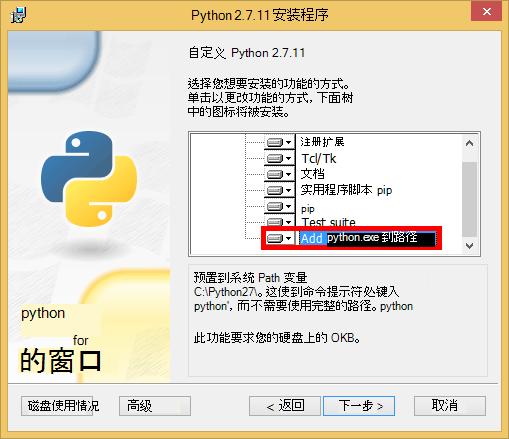 Python 2.7.11 安装程序
自定义 Python 2.7.11
选择您想要安装的功能的方式。
单击以更改功能的方式, 下面树
中的图标将被安装。
注册扩展
Tcl/Tk
文档
实用程序脚本 pip
pip
Test suite
Add python.exe 到路径
预置到系统 Path 变量
C:\Python27\。这使到命令提示符处键入
python', 而不需要使用完整的路径。python
此功能要求您的硬盘上的 OKB。
python
for
的窗口
磁盘使用情况
高级
< 返回
下一步 >
取消